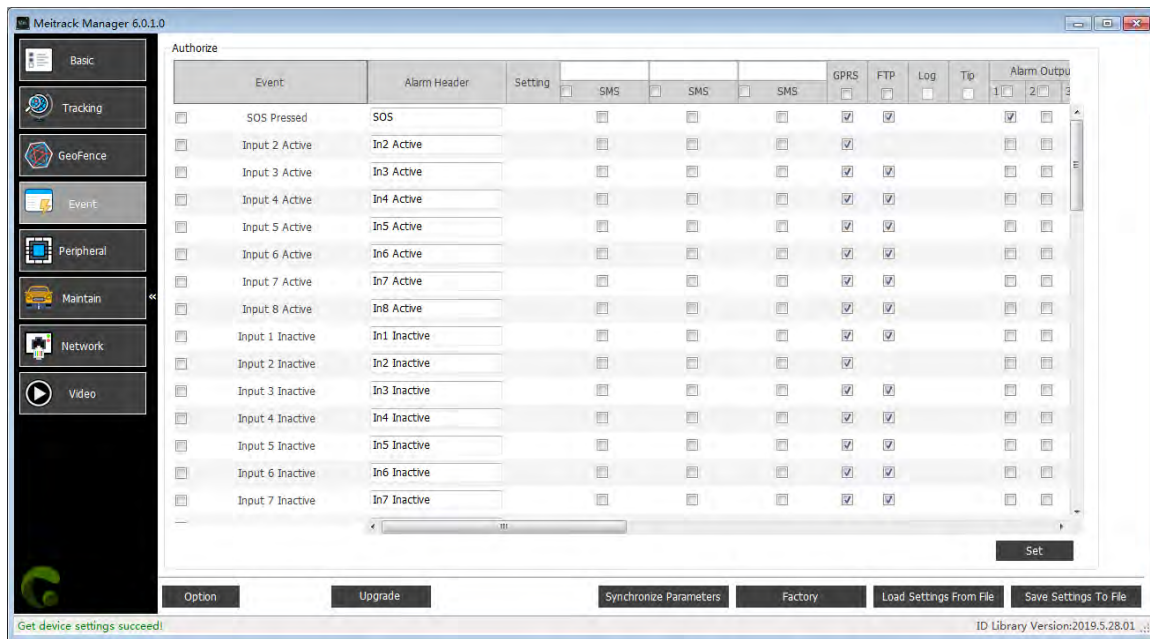 Meitrack Manager 6.0.1.0
Basic
Tracking
GeoFence
Event
Peripheral
Maintain
«
Network
Video
Authorize
Event Alarm Header Setting SMS SMS SMS GPRS FTP Log Tip Alarm Outpu
1 2 3
SOS Pressed SOS
Input 2 Active In2 Active
Input 3 Active In3 Active
Input 4 Active In4 Active
Input 5 Active In5 Active
Input 6 Active In6 Active
Input 7 Active In7 Active
Input 8 Active In8 Active
Input 1 Inactive In1 Inactive
Input 2 Inactive In2 Inactive
Input 3 Inactive In3 Inactive
Input 4 Inactive In4 Inactive
Input 5 Inactive In5 Inactive
Input 6 Inactive In6 Inactive
Input 7 Inactive In7 Inactive
Set
Option Upgrade Synchronize Parameters Factory Load Settings From File Save Settings To File
Get device settings succeed! ID Library Version:2019.5.28.01